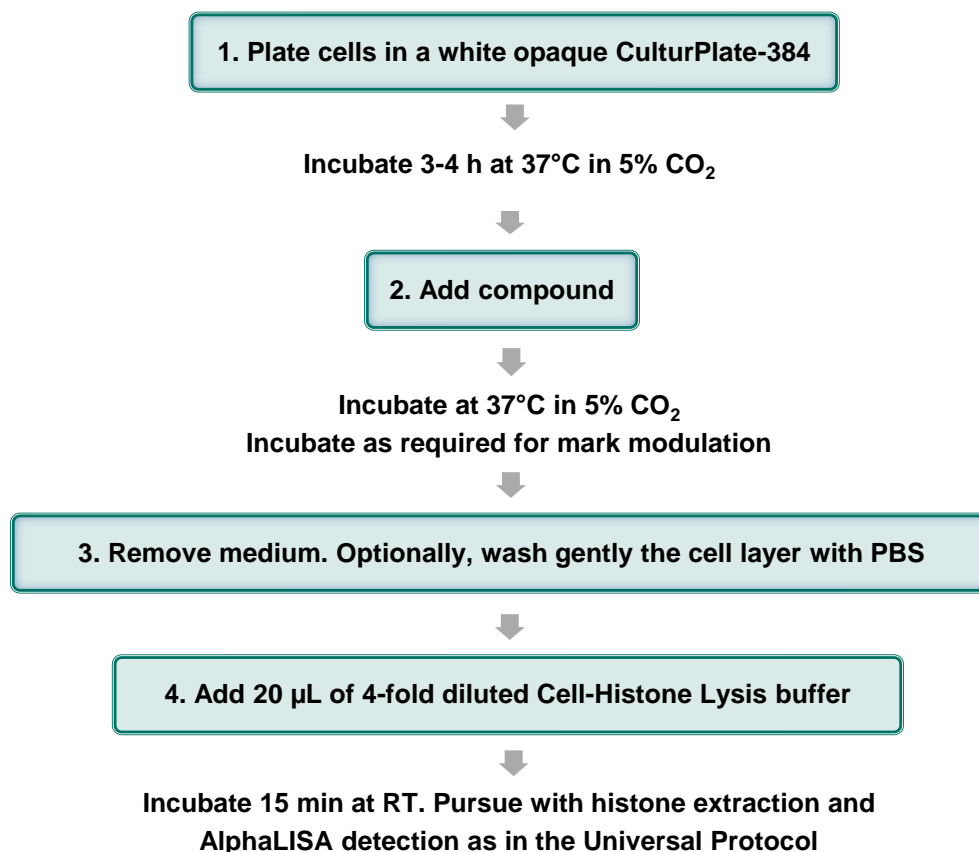 1. Plate cells in a white opaque CulturPlate-384
Incubate 3-4 h at 37°C in 5% CO₂
2. Add compound
Incubate at 37°C in 5% CO₂
Incubate as required for mark modulation
3. Remove medium. Optionally, wash gently the cell layer with PBS
4. Add 20 µL of 4-fold diluted Cell-Histone Lysis buffer
Incubate 15 min at RT. Pursue with histone extraction and
AlphaLISA detection as in the Universal Protocol